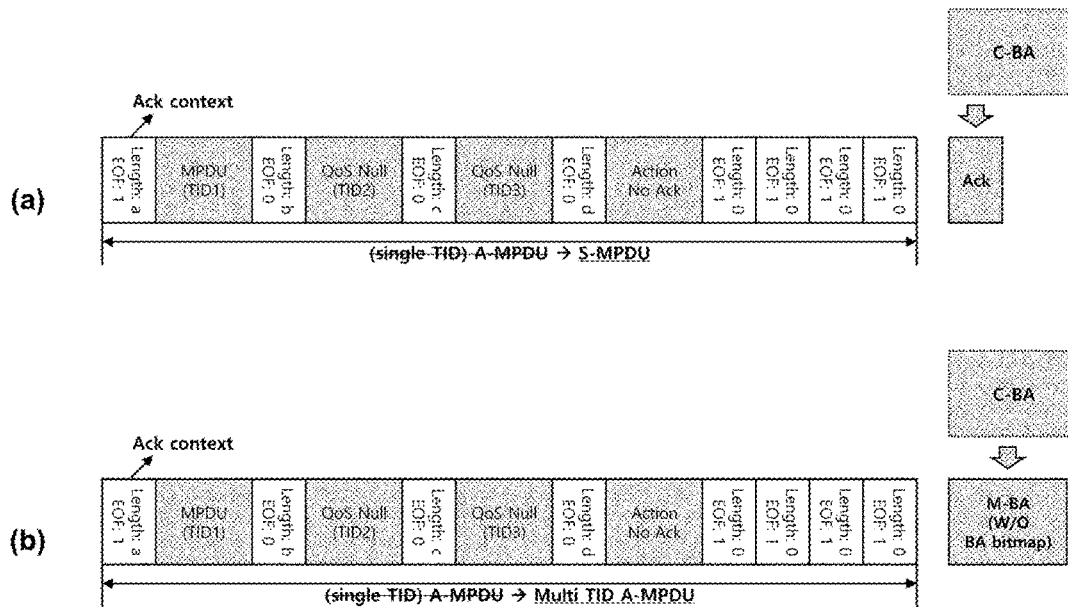 C-BA
Ack context
(a)
Length: a
EOF: 1
MPDU
(TID1)
Length: b
EOF: 0
QoS Null
(TID2)
Length: c
EOF: 0
QoS Null
(TID3)
Length: d
EOF: 0
Action
No Ack
Length: 0
EOF: 1
Length: 0
EOF: 1
Length: 0
EOF: 1
Length: 0
EOF: 1
Ack
(single TID) A-MPDU → S-MPDU
C-BA
Ack context
(b)
Length: a
EOF: 1
MPDU
(TID1)
Length: b
EOF: 0
QoS Null
(TID2)
Length: c
EOF: 0
QoS Null
(TID3)
Length: d
EOF: 0
Action
No Ack
Length: 0
EOF: 1
Length: 0
EOF: 1
Length: 0
EOF: 1
Length: 0
EOF: 1
M-BA
(W/O
BA bitmap)
(single TID) A-MPDU → Multi TID A-MPDU